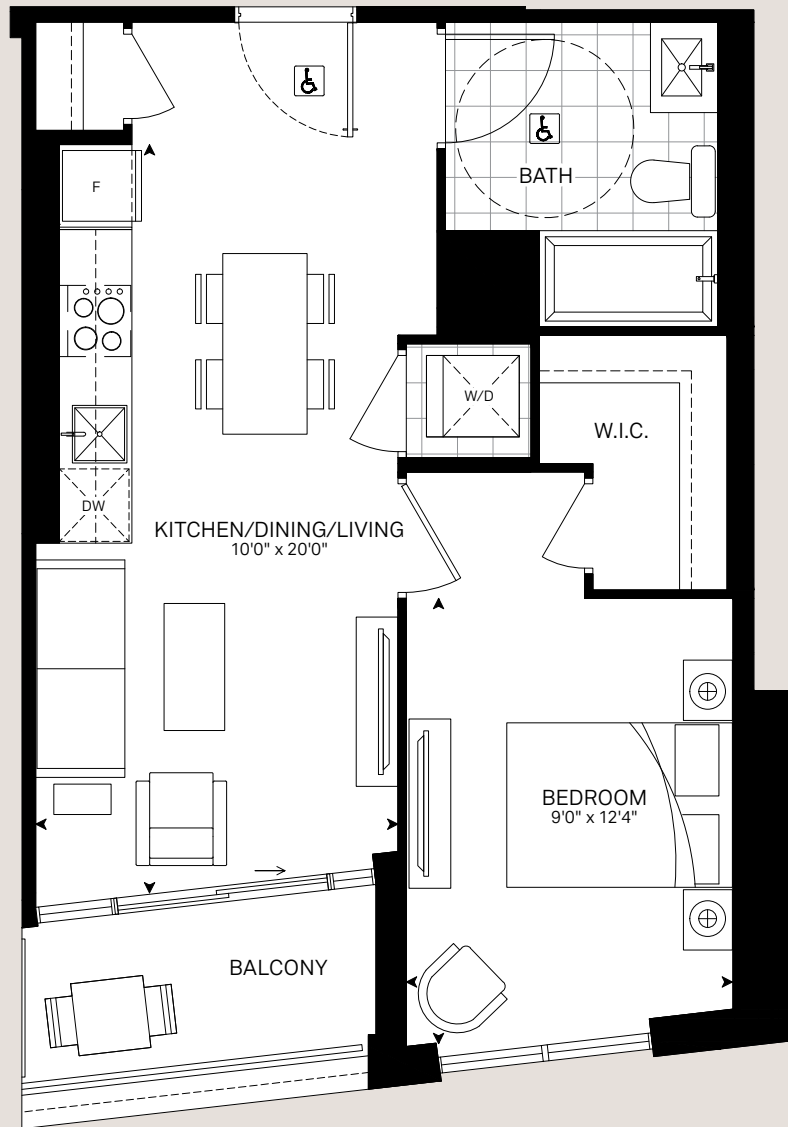 BATH
F
W/D
W.I.C.
DW
KITCHEN/DINING/LIVING
10'0" x 20'0"
BEDROOM
9'0" x 12'4"
BALCONY